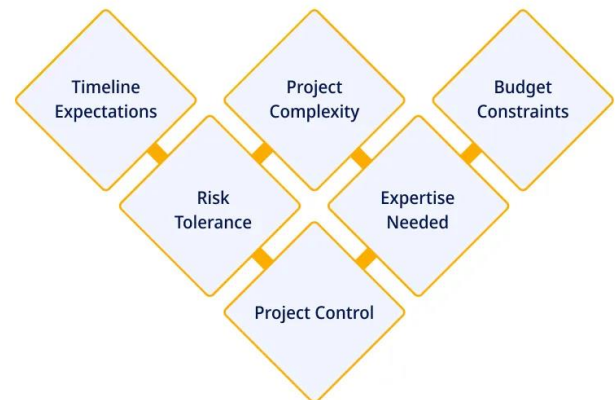 Timeline
Expectations
Project
Complexity
Budget
Constraints
Risk
Tolerance
Expertise
Needed
Project Control